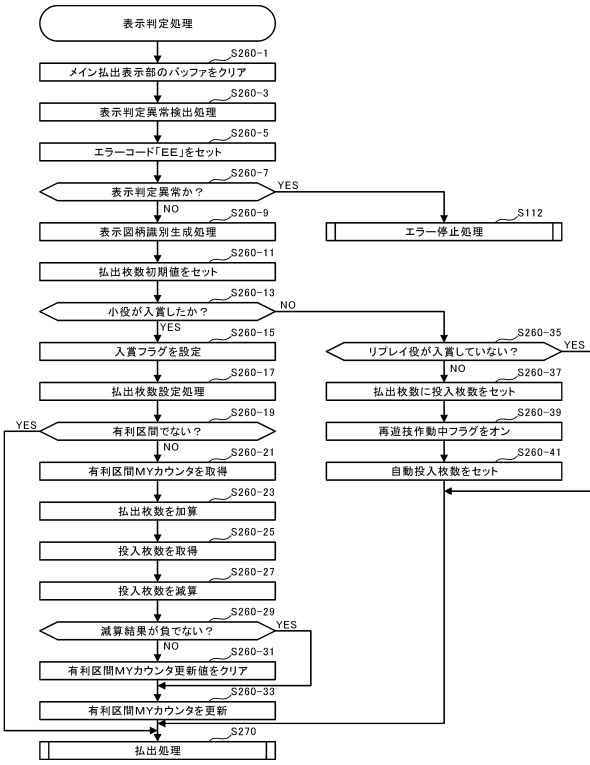 表示判定処理
S260-1
メイン払出表示部のバッファをクリア
S260-3
表示判定異常検出処理
S260-5
エラーコード「EE」をセット
S260-7
表示判定異常か？
YES
NO
S260-9
表示図柄識別生成処理
S112
エラー停止処理
S260-11
払出枚数初期値をセット
S260-13
小役が入賞したか？
NO
YES
S260-15
入賞フラグを設定
S260-35
リプレイ役が入賞していない？
YES
NO
S260-17
払出枚数設定処理
S260-37
払出枚数に投入枚数をセット
S260-19
YES
有利区間でない？
NO
S260-39
再遊技作動中フラグをオン
S260-21
有利区間MYカウンタを取得
S260-41
自動投入枚数をセット
S260-23
払出枚数を加算
S260-25
投入枚数を取得
S260-27
投入枚数を減算
S260-29
減算結果が負でない？
YES
NO
S260-31
有利区間MYカウンタ更新値をクリア
S260-33
有利区間MYカウンタを更新
S270
払出処理